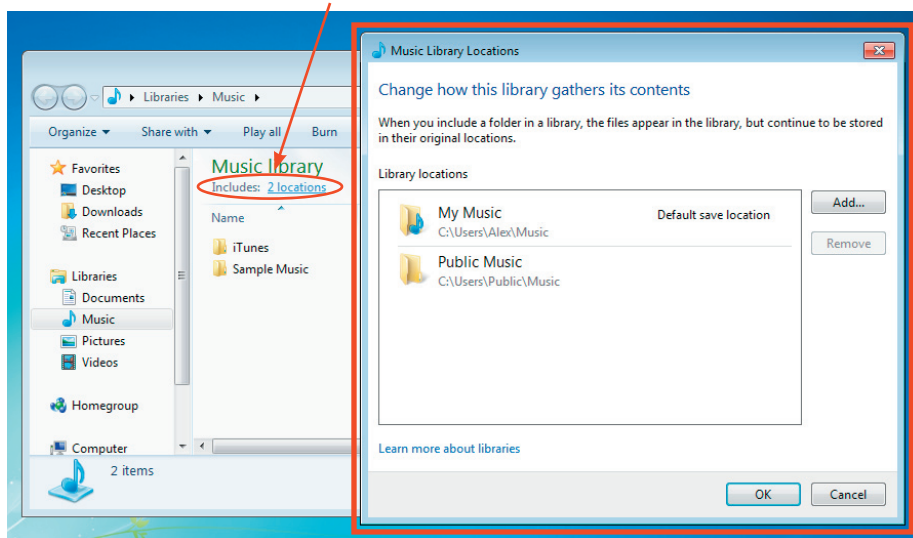 Libraries Music
Organize Share with Play all Burn
Favorites
Desktop
Downloads
Recent Places
Libraries
Documents
Music
Pictures
Videos
Homegroup
Computer
Music library
Includes: 2 locations
Name
iTunes
Sample Music
2 items
Music Library Locations
Change how this library gathers its contents
When you include a folder in a library, the files appear in the library, but continue to be stored
in their original locations.
Library locations
My Music Default save location
C:\Users\Alex\Music
Public Music
C:\Users\Public\Music
Add...
Remove
Learn more about libraries
OK Cancel